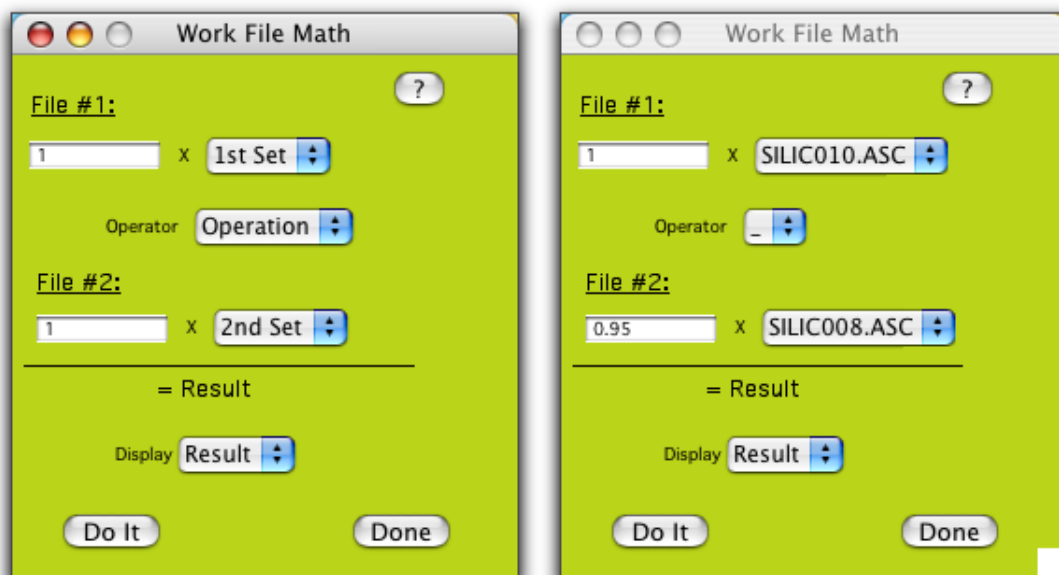 Work File Math
?
File #1:
1 x 1st Set
Operator Operation
File #2:
1 x 2nd Set
= Result
Display Result
Do It Done
Work File Math
?
File #1:
1 x SILIC010.ASC
Operator _
File #2:
0.95 x SILIC008.ASC
= Result
Display Result
Do It Done